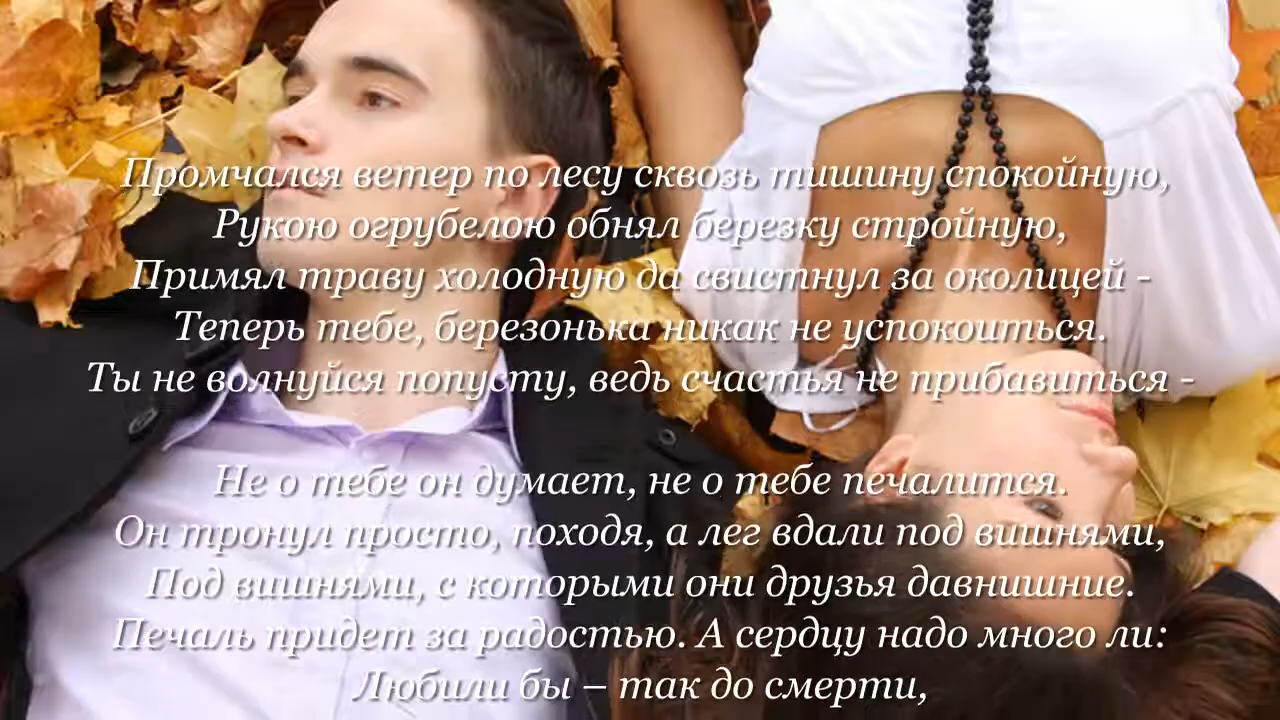 Промчался ветер по лесу сквозь тишину спокойную,
Рукою огрубелою обнял березку стройную,
Примял траву холодную да свистнул за околицей -
Теперь тебе, березонька никак не успокоиться.
Ты не волнуйся попусту, ведь счастья не прибавиться -
Не о тебе он думает, не о тебе печалится.
Он тронул просто, походя, а лег вдали под вишнями,
Под вишнями, с которыми они друзья давнишние.
Печаль придет за радостью. А сердцу надо много ли:
Любили бы – так до смерти,